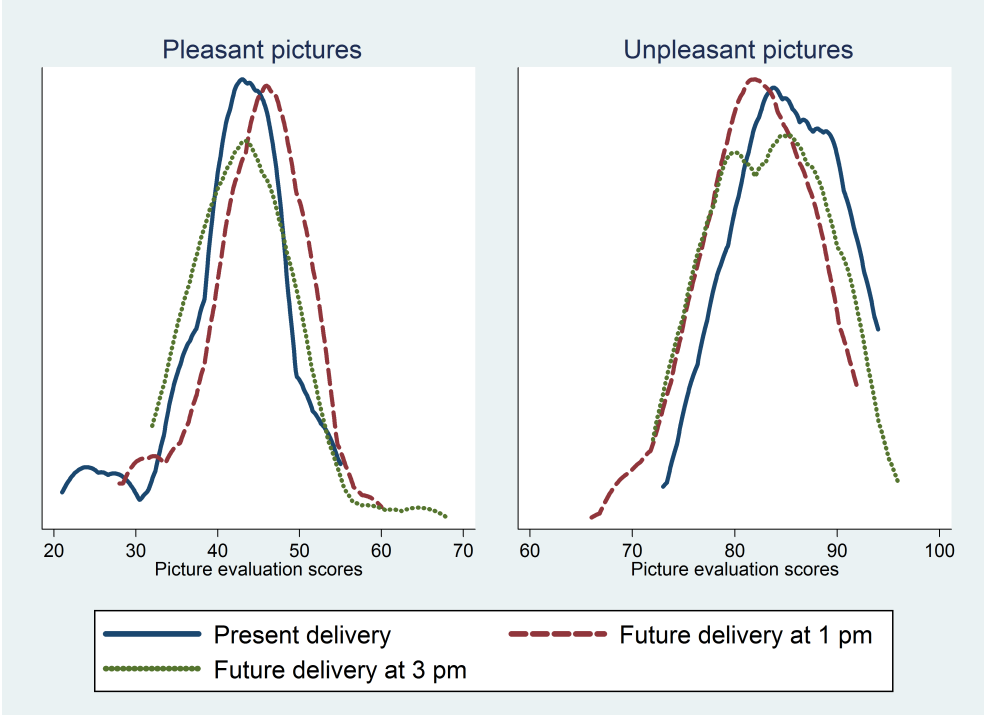 Pleasant pictures
20 30 40 50 60 70
Picture evaluation scores
Unpleasant pictures
60 70 80 90 100
Picture evaluation scores
Present delivery
Future delivery at 1 pm
Future delivery at 3 pm